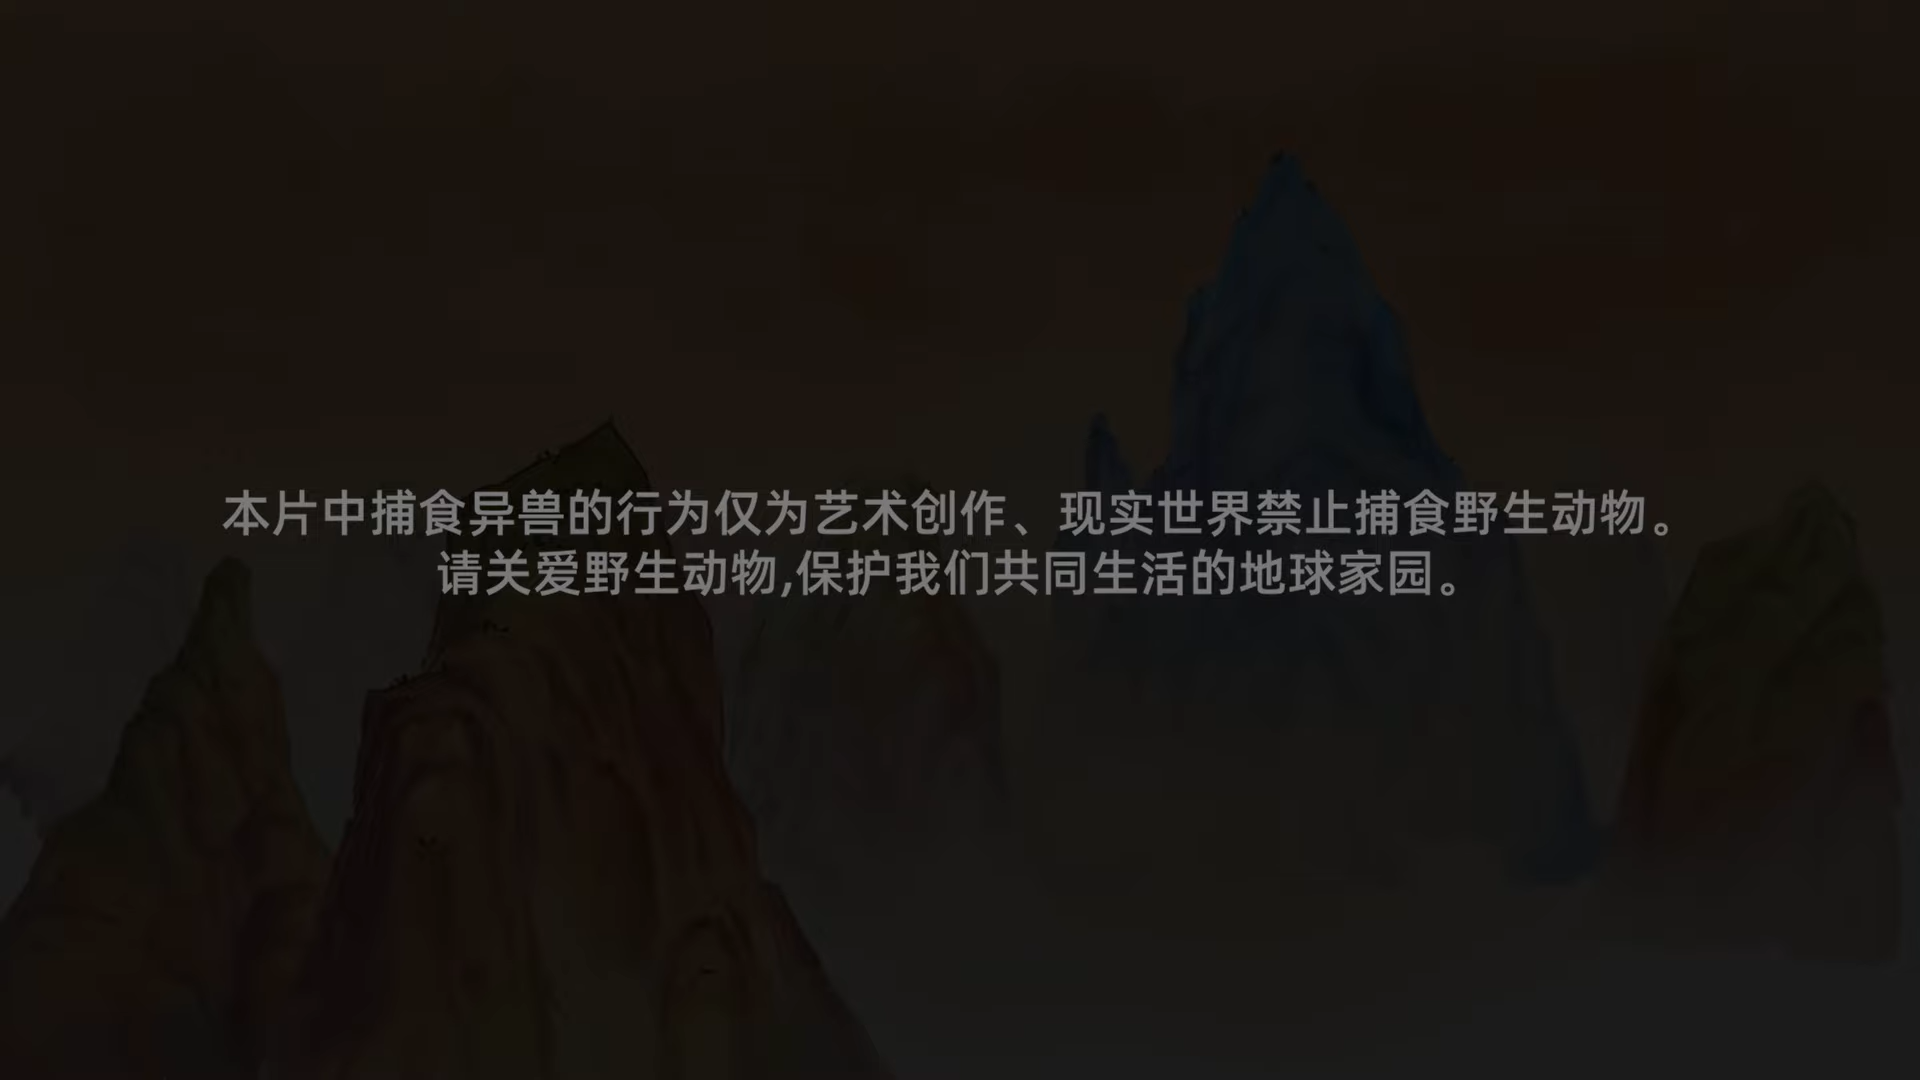 本片中捕食异兽的行为仅为艺术创作、现实世界禁止捕食野生动物。
请关爱野生动物,保护我们共同生活的地球家园。